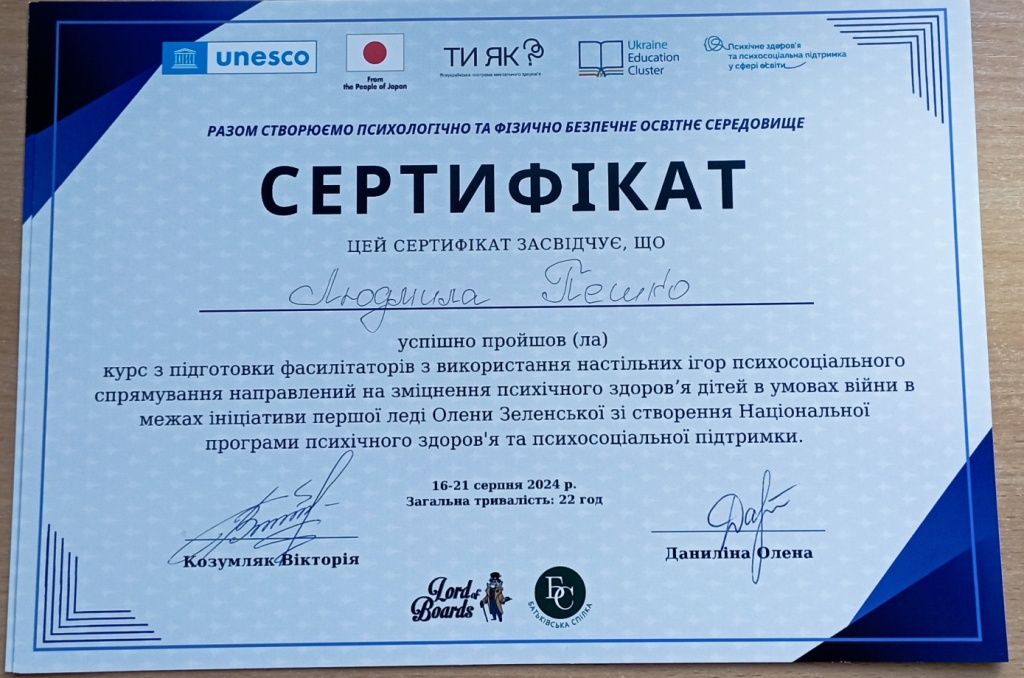 unesco
From
the People of Japan
ТИ ЯК?
Всеукраїнська програма ментального здоров'я
Ukraine
Education
Cluster
Психічне здоров'я
та психосоціальна підтримка
у сфері освіти
РАЗОМ СТВОРЮЄМО ПСИХОЛОГІЧНО ТА ФІЗИЧНО БЕЗПЕЧНЕ ОСВІТНЄ СЕРЕДОВИЩЕ
СЕРТИФІКАТ
ЦЕЙ СЕРТИФІКАТ ЗАСВІДЧУЄ, ЩО
Людмила Пешко
успішно пройшов (ла)
курс з підготовки фасилітаторів з використання настільних ігор психосоціального
спрямування направлений на зміцнення психічного здоров’я дітей в умовах війни в
межах ініціативи першої леді Олени Зеленської зі створення Національної
програми психічного здоров'я та психосоціальної підтримки.
16-21 серпня 2024 р.
Загальна тривалість: 22 год
Козумляк Вікторія
Даниліна Олена
Lord of
Boards
БС
БАТЬКІВСЬКА СПІЛКА